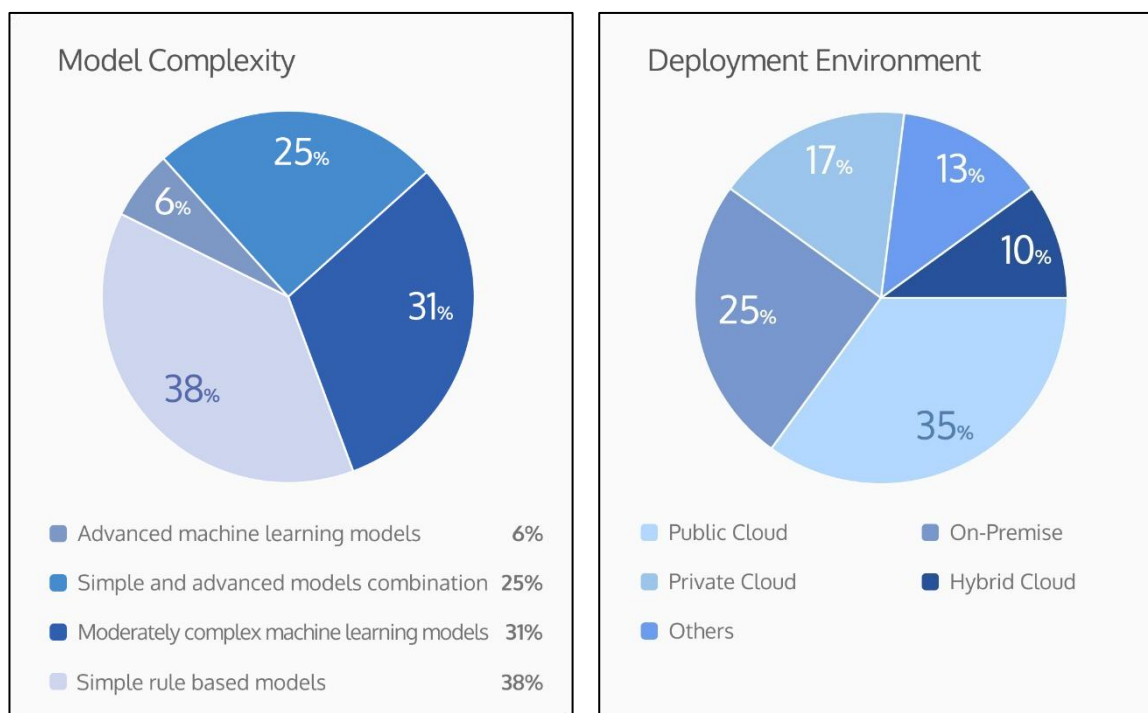 Model Complexity
25%
6%
31%
38%
Advanced machine learning models 6%
Simple and advanced models combination 25%
Moderately complex machine learning models 31%
Simple rule based models 38%
Deployment Environment
17%
13%
10%
25%
35%
Public Cloud On-Premise
Private Cloud Hybrid Cloud
Others